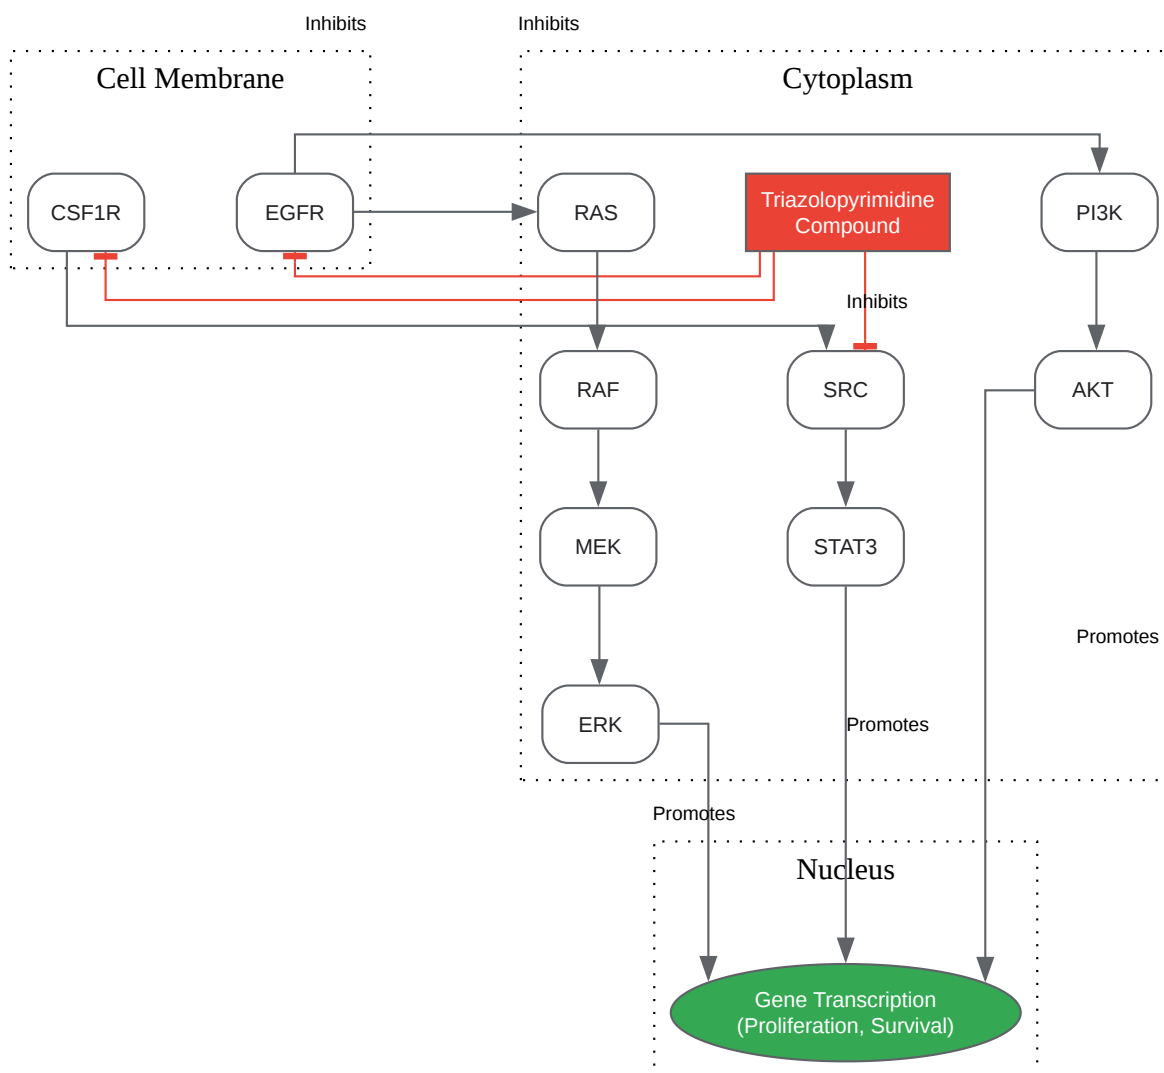 Inhibits
Inhibits
Cell Membrane
Cytoplasm
CSF1R
EGFR
RAS
Triazolopyrimidine
Compound
PI3K
Inhibits
RAF
SRC
AKT
MEK
STAT3
Promotes
ERK
Promotes
Promotes
Nucleus
Gene Transcription
(Proliferation, Survival)